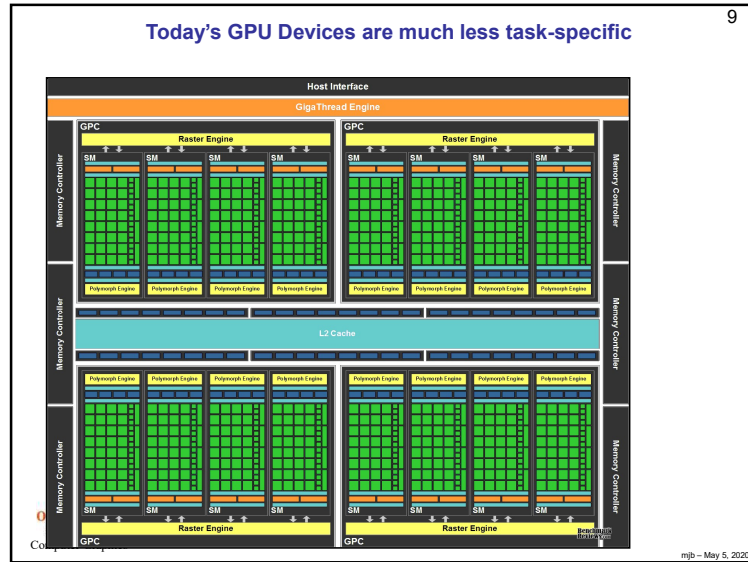 9
Today's GPU Devices are much less task-specific
Host Interface
GigaThread Engine
GPC
GPC
Raster Engine
Raster Engine
SM SM SM SM
SM SM SM SM
Memory Controller
Memory Controller
Polymorph Engine Polymorph Engine Polymorph Engine Polymorph Engine
Polymorph Engine Polymorph Engine Polymorph Engine Polymorph Engine
Memory Controller
L2 Cache
Memory Controller
Polymorph Engine Polymorph Engine Polymorph Engine Polymorph Engine
Polymorph Engine Polymorph Engine Polymorph Engine Polymorph Engine
Memory Controller
Memory Controller
SM SM SM SM
SM SM SM SM
Raster Engine
Raster Engine
GPC
GPC
mjb – May 5, 2020